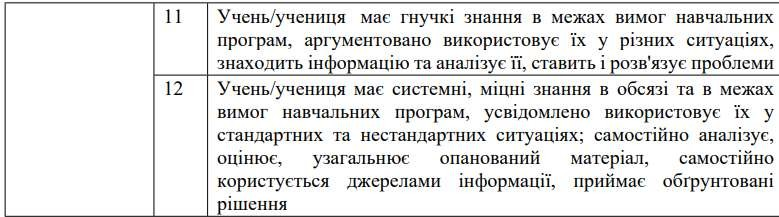 11 Учень/учениця має гнучкі знання в межах вимог навчальних
програм, аргументовано використовує їх у різних ситуаціях,
знаходить інформацію та аналізує її, ставить і розв'язує проблеми
12 Учень/учениця має системні, міцні знання в обсязі та в межах
вимог навчальних програм, усвідомлено використовує їх у
стандартних та нестандартних ситуаціях; самостійно аналізує,
оцінює, узагальнює опанований матеріал, самостійно
користується джерелами інформації, приймає обґрунтовані
рішення